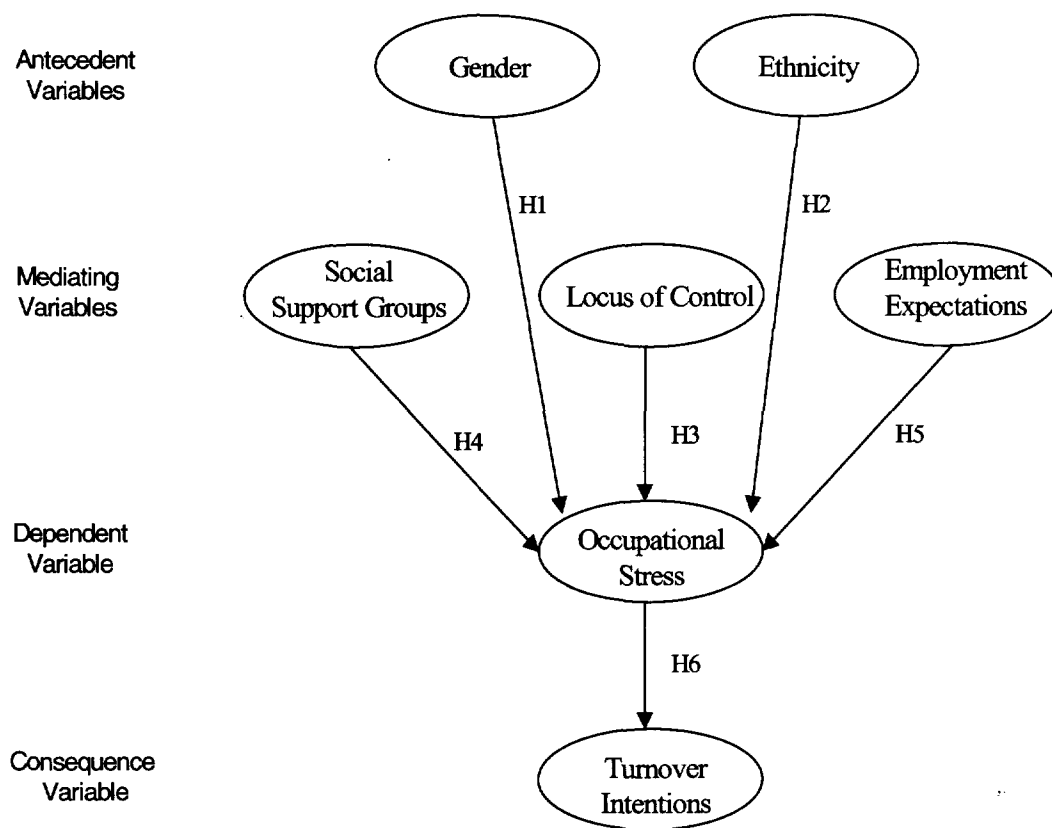 Antecedent
Variables
Gender
Ethnicity
H1
H2
Mediating
Variables
Social
Support Groups
Locus of Control
Employment
Expectations
H4
H3
H5
Dependent
Variable
Occupational
Stress
H6
Consequence
Variable
Turnover
Intentions